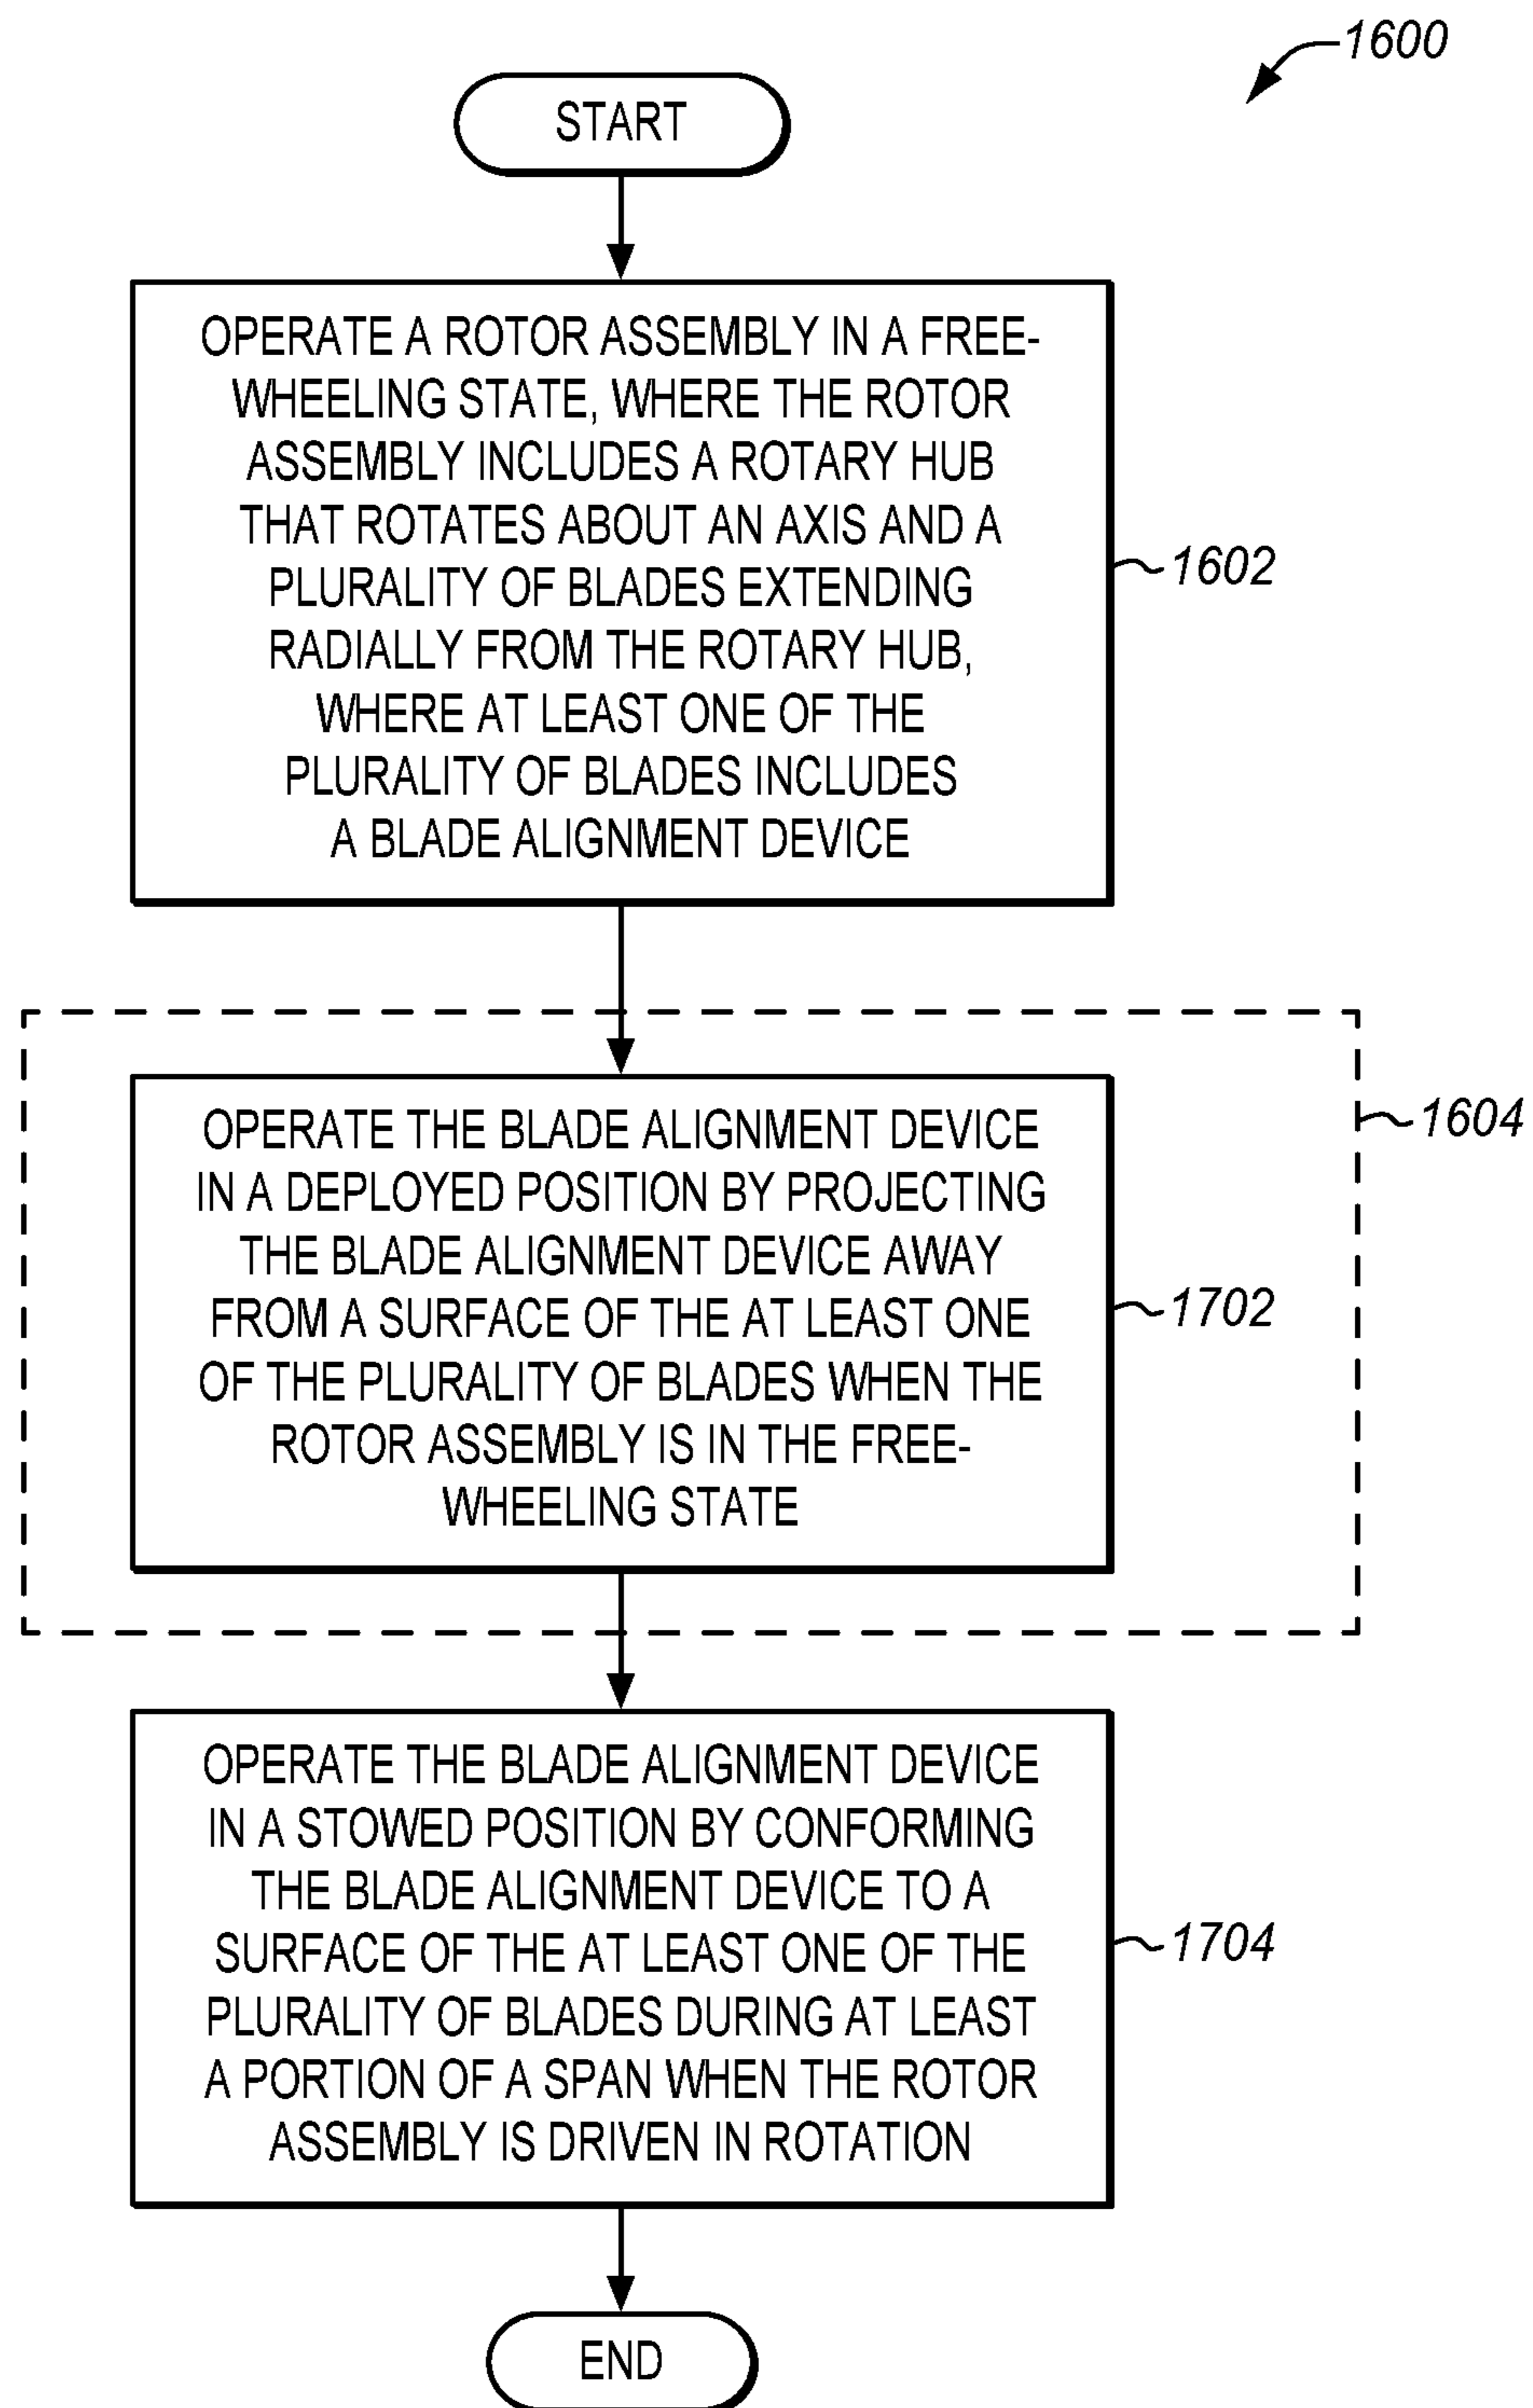 1600
START
OPERATE A ROTOR ASSEMBLY IN A FREE-
WHEELING STATE, WHERE THE ROTOR
ASSEMBLY INCLUDES A ROTARY HUB
THAT ROTATES ABOUT AN AXIS AND A
PLURALITY OF BLADES EXTENDING
RADIALLY FROM THE ROTARY HUB,
WHERE AT LEAST ONE OF THE
PLURALITY OF BLADES INCLUDES
A BLADE ALIGNMENT DEVICE
1602
OPERATE THE BLADE ALIGNMENT DEVICE
IN A DEPLOYED POSITION BY PROJECTING
THE BLADE ALIGNMENT DEVICE AWAY
FROM A SURFACE OF THE AT LEAST ONE
OF THE PLURALITY OF BLADES WHEN THE
ROTOR ASSEMBLY IS IN THE FREE-
WHEELING STATE
1604
1702
OPERATE THE BLADE ALIGNMENT DEVICE
IN A STOWED POSITION BY CONFORMING
THE BLADE ALIGNMENT DEVICE TO A
SURFACE OF THE AT LEAST ONE OF THE
PLURALITY OF BLADES DURING AT LEAST
A PORTION OF A SPAN WHEN THE ROTOR
ASSEMBLY IS DRIVEN IN ROTATION
1704
END